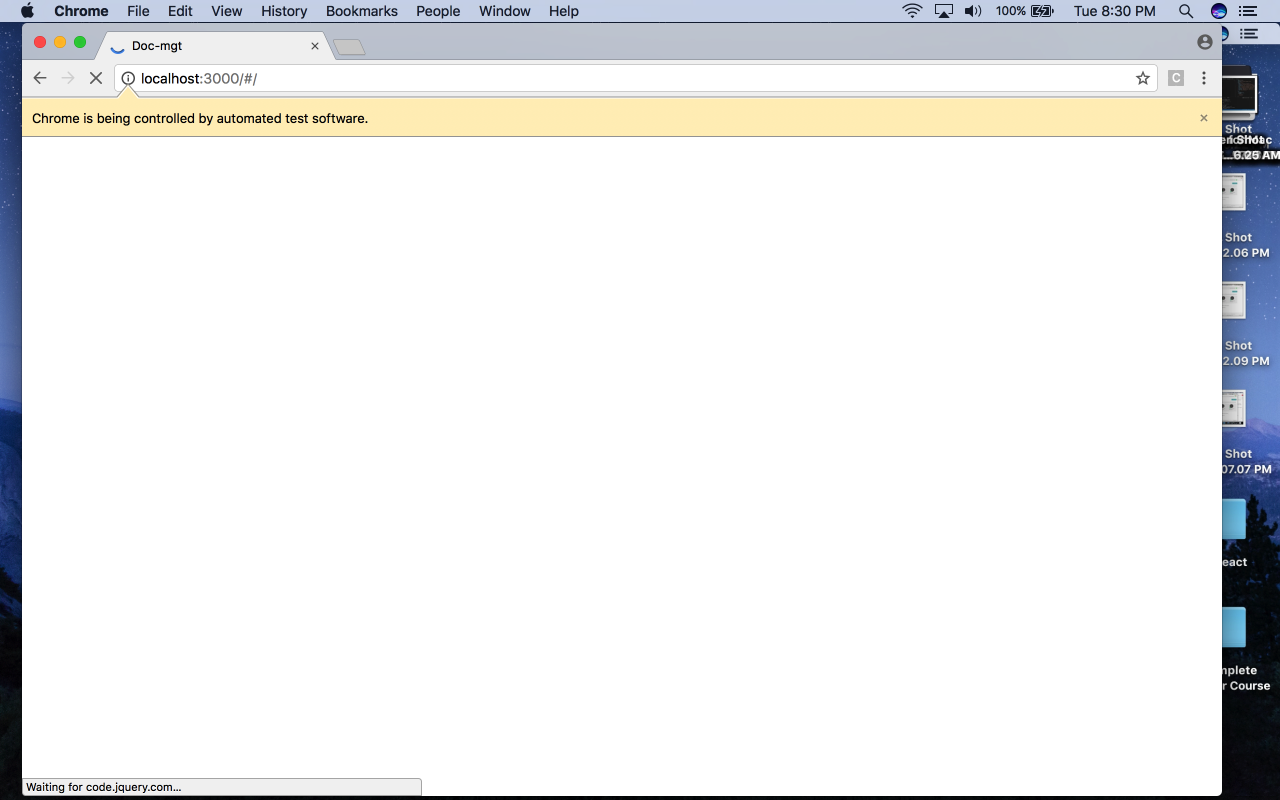 Chrome File Edit View History Bookmarks People Window Help 100% Tue 8:30 PM
Doc-mgt
localhost:3000/#/
C
Chrome is being controlled by automated test software.
Shot
...6.25 AM
Shot
2.06 PM
Shot
2.09 PM
Shot
07.07 PM
eact
mplete
r Course
Waiting for code.jquery.com...